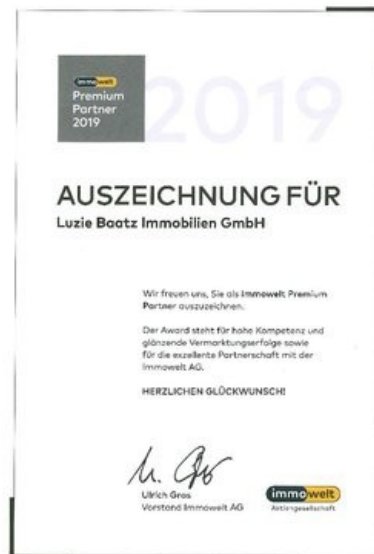 2019
immowelt
Premium
Partner
2019
AUSZEICHNUNG FÜR
Luzie Baatz Immobilien GmbH
Wir freuen uns, Sie als Immowelt Premium
Partner auszuzeichnen.
Der Award steht für hohe Kompetenz und
glänzende Vermarktungserfolge sowie
für die exzellente Partnerschaft mit der
Immowelt AG.
HERZLICHEN GLÜCKWUNSCH!
Ulrich Gros
Vorstand Immowelt AG
immowelt
Aktiengesellschaft